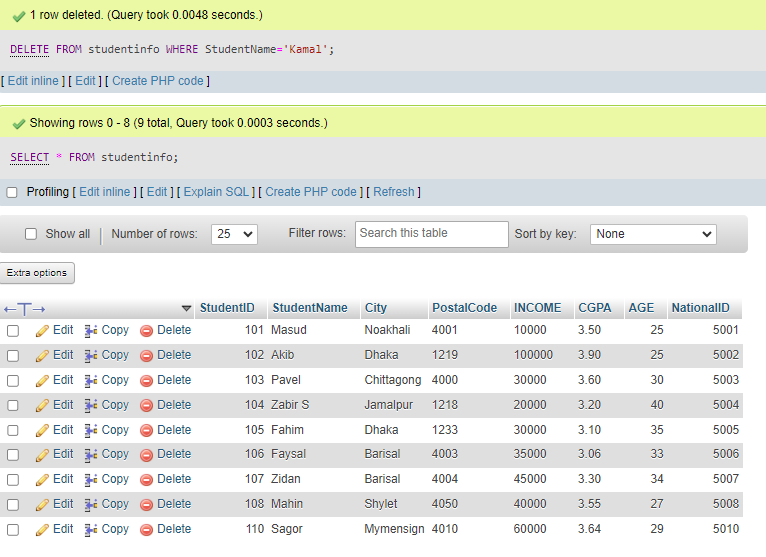 1 row deleted. (Query took 0.0048 seconds.)
DELETE FROM studentinfo WHERE StudentName='Kamal';
[ Edit inline ] [ Edit ] [ Create PHP code ]
Showing rows 0 - 8 (9 total, Query took 0.0003 seconds.)
SELECT * FROM studentinfo;
Profiling [ Edit inline ] [ Edit ] [ Explain SQL ] [ Create PHP code ] [ Refresh ]
Show all | Number of rows: 25 Filter rows: Search this table Sort by key: None
Extra options
←T→ StudentID StudentName City PostalCode INCOME CGPA AGE NationalID
Edit Copy Delete 101 Masud Noakhali 4001 10000 3.50 25 5001
Edit Copy Delete 102 Akib Dhaka 1219 100000 3.90 25 5002
Edit Copy Delete 103 Pavel Chittagong 4000 30000 3.60 30 5003
Edit Copy Delete 104 Zabir S Jamalpur 1218 20000 3.20 40 5004
Edit Copy Delete 105 Fahim Dhaka 1233 30000 3.10 35 5005
Edit Copy Delete 106 Faysal Barisal 4003 35000 3.06 33 5006
Edit Copy Delete 107 Zidan Barisal 4004 45000 3.30 34 5007
Edit Copy Delete 108 Mahin Shylet 4050 40000 3.55 27 5008
Edit Copy Delete 110 Sagor Mymensign 4010 60000 3.64 29 5010